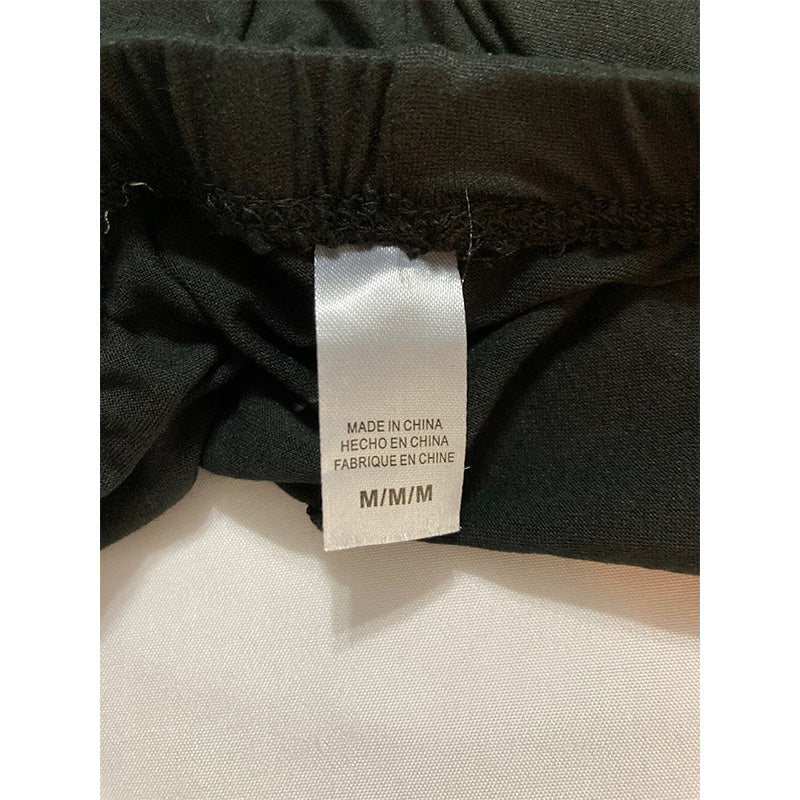 MADE IN CHINA
HECHO EN CHINA
FABRIQUE EN CHINE
M/M/M